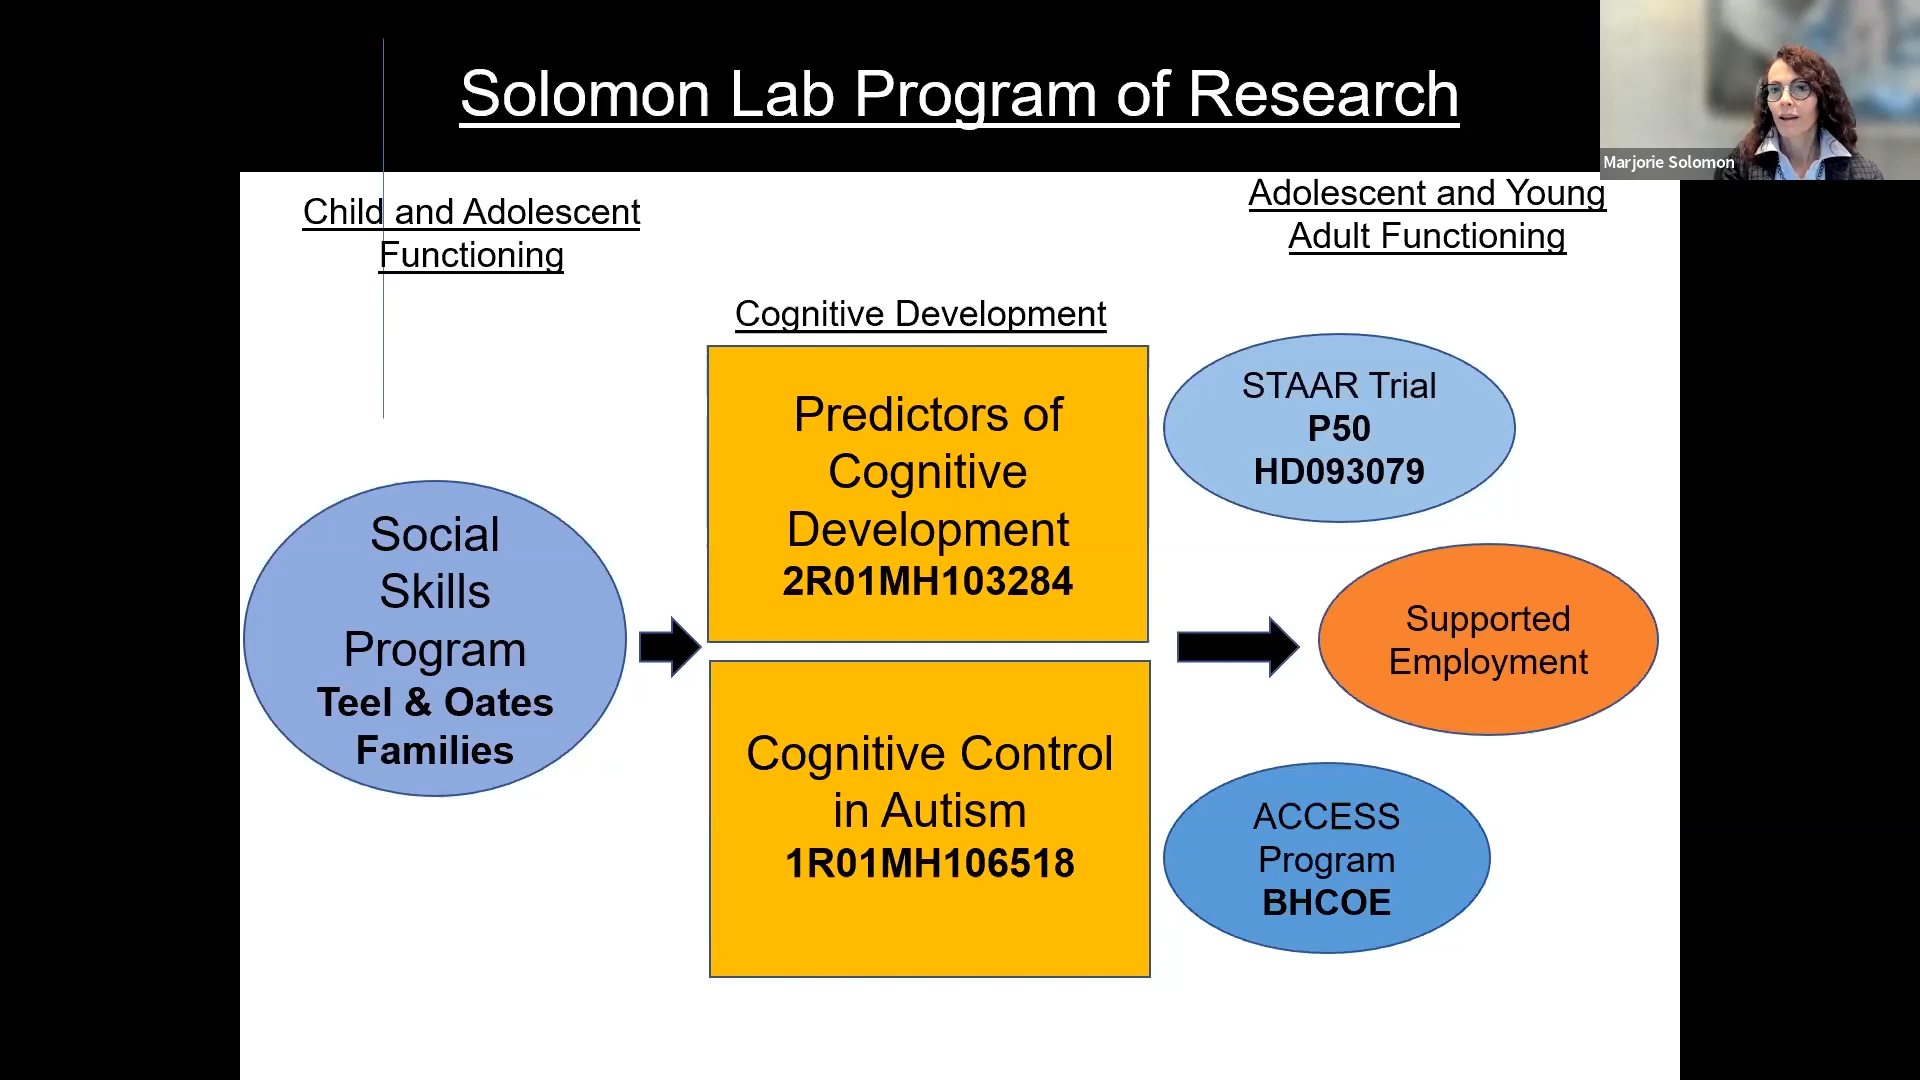 Solomon Lab Program of Research
Marjorie Solomon
Child and Adolescent
Functioning
Adolescent and Young
Adult Functioning
Cognitive Development
Social
Skills
Program
Teel & Oates
Families
Predictors of
Cognitive
Development
2R01MH103284
Cognitive Control
in Autism
1R01MH106518
STAAR Trial
P50
HD093079
Supported
Employment
ACCESS
Program
BHCOE